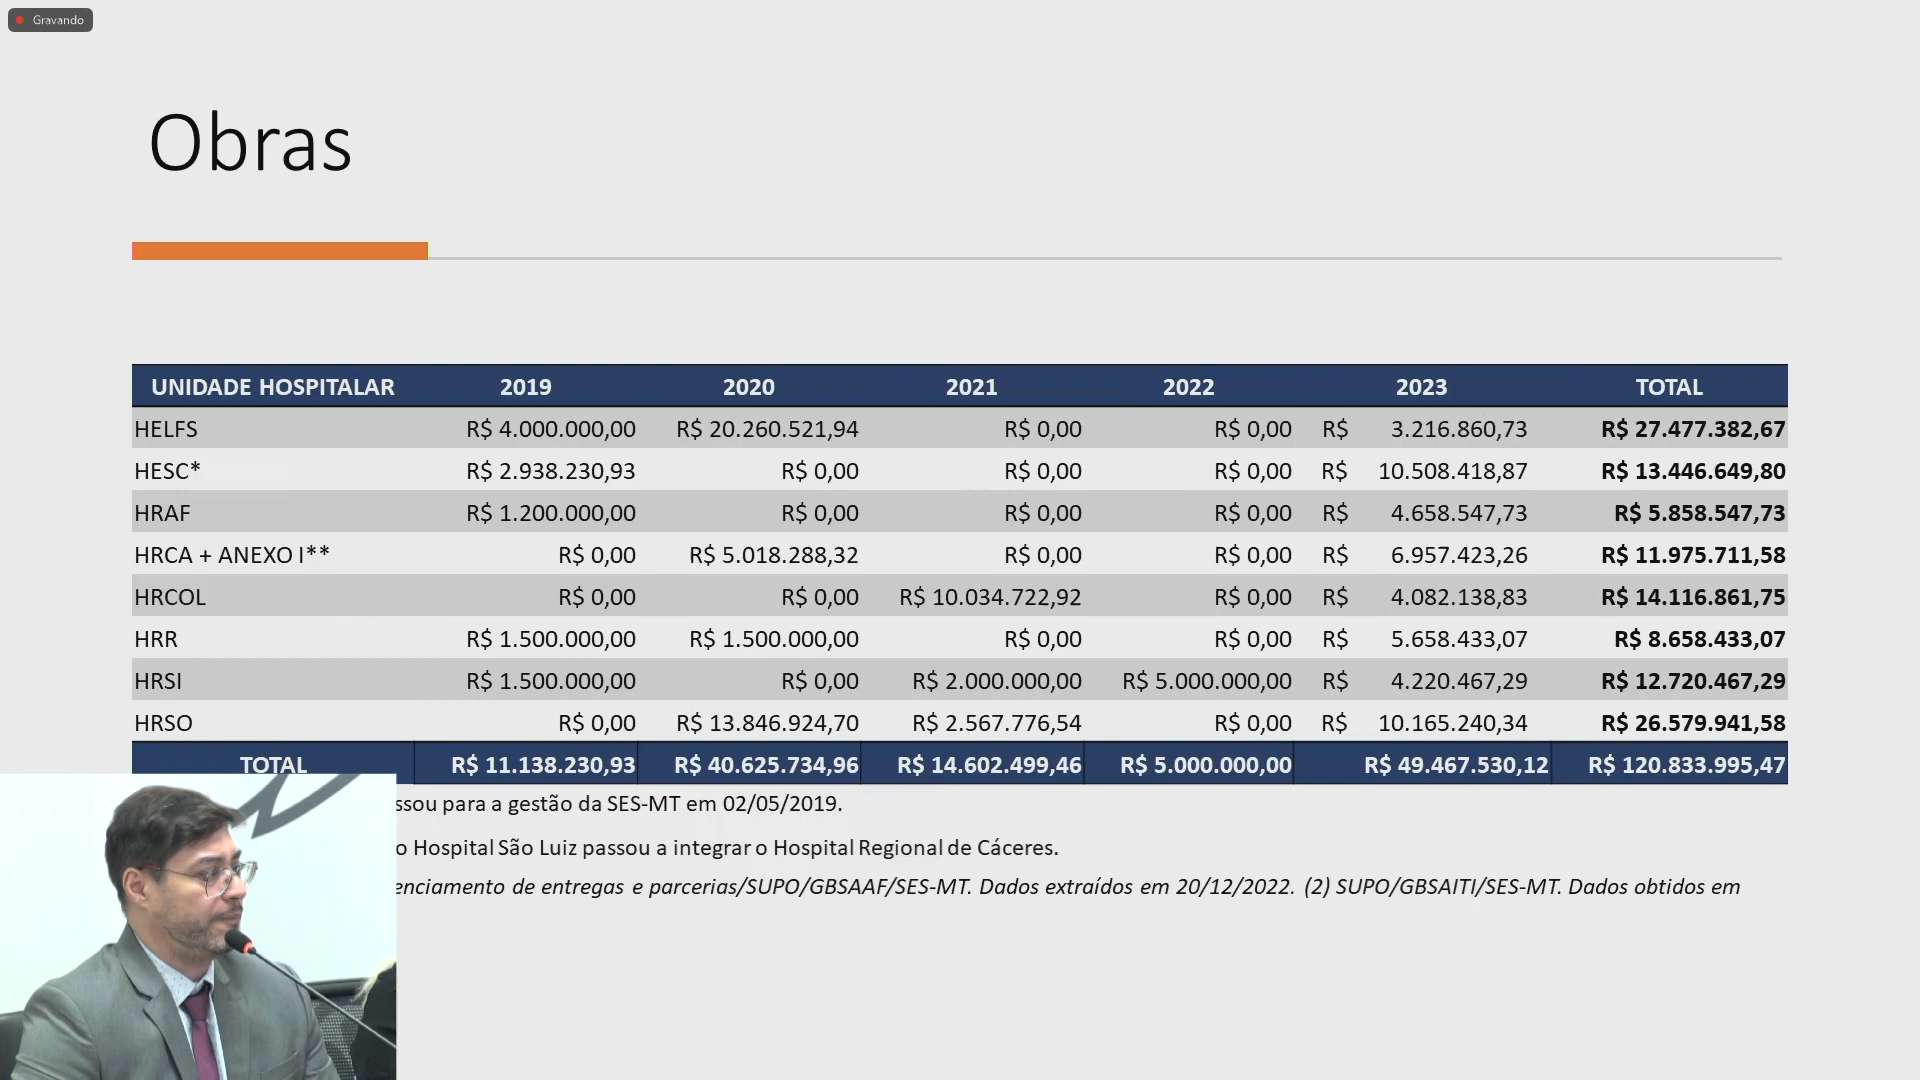 Gravando
Obras
UNIDADE HOSPITALAR 2019 2020 2021 2022 2023 TOTAL
HELFS R$ 4.000.000,00 R$ 20.260.521,94 R$ 0,00 R$ 0,00 R$ 3.216.860,73 R$ 27.477.382,67
HESC* R$ 2.938.230,93 R$ 0,00 R$ 0,00 R$ 0,00 R$ 10.508.418,87 R$ 13.446.649,80
HRAF R$ 1.200.000,00 R$ 0,00 R$ 0,00 R$ 0,00 R$ 4.658.547,73 R$ 5.858.547,73
HRCA + ANEXO I** R$ 0,00 R$ 5.018.288,32 R$ 0,00 R$ 0,00 R$ 6.957.423,26 R$ 11.975.711,58
HRCOL R$ 0,00 R$ 0,00 R$ 10.034.722,92 R$ 0,00 R$ 4.082.138,83 R$ 14.116.861,75
HRR R$ 1.500.000,00 R$ 1.500.000,00 R$ 0,00 R$ 0,00 R$ 5.658.433,07 R$ 8.658.433,07
HRSI R$ 1.500.000,00 R$ 0,00 R$ 2.000.000,00 R$ 5.000.000,00 R$ 4.220.467,29 R$ 12.720.467,29
HRSO R$ 0,00 R$ 13.846.924,70 R$ 2.567.776,54 R$ 0,00 R$ 10.165.240,34 R$ 26.579.941,58
TOTAL R$ 11.138.230,93 R$ 40.625.734,96 R$ 14.602.499,46 R$ 5.000.000,00 R$ 49.467.530,12 R$ 120.833.995,47
ssou para a gestão da SES-MT em 02/05/2019.
o Hospital São Luiz passou a integrar o Hospital Regional de Cáceres.
enciamento de entregas e parcerias/SUPO/GBSAAF/SES-MT. Dados extraídos em 20/12/2022. (2) SUPO/GBSAITI/SES-MT. Dados obtidos em